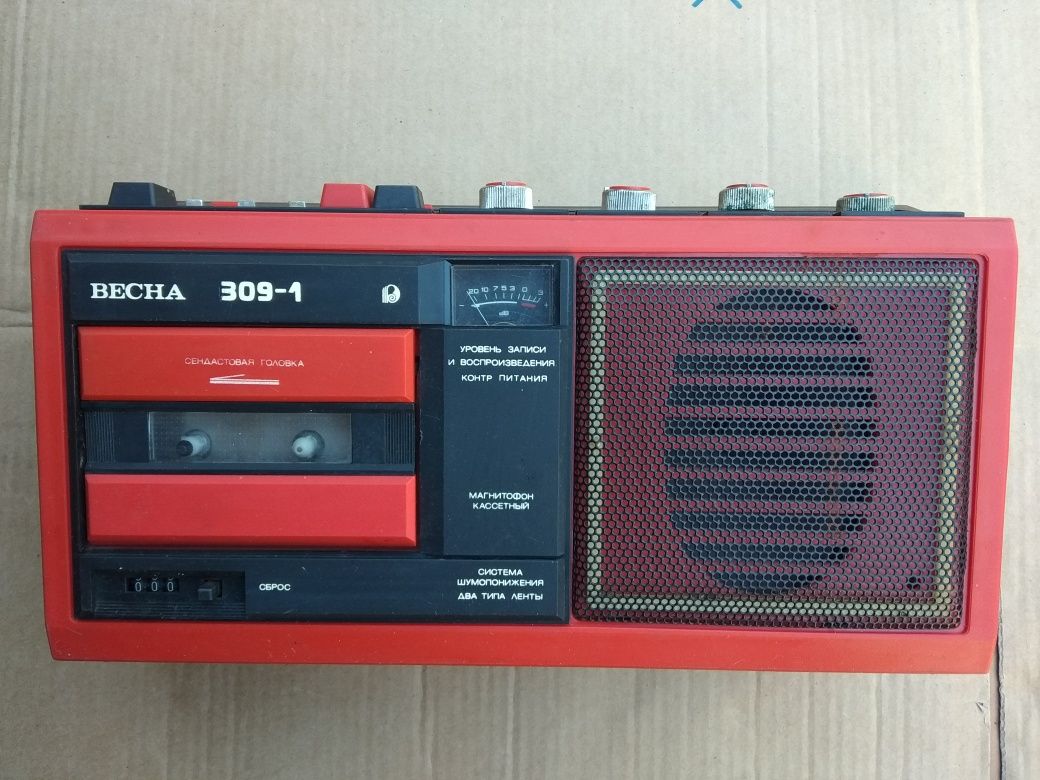 ВЕСНА 309-1
20 10 7 5 3 0 3
- +
dB
УРОВЕНЬ ЗАПИСИ
И ВОСПРОИЗВЕДЕНИЯ
КОНТР ПИТАНИЯ
СЕНДАСТОВАЯ ГОЛОВКА
МАГНИТОФОН
КАССЕТНЫЙ
000
СБРОС
СИСТЕМА
ШУМОПОНИЖЕНИЯ
ДВА ТИПА ЛЕНТЫ